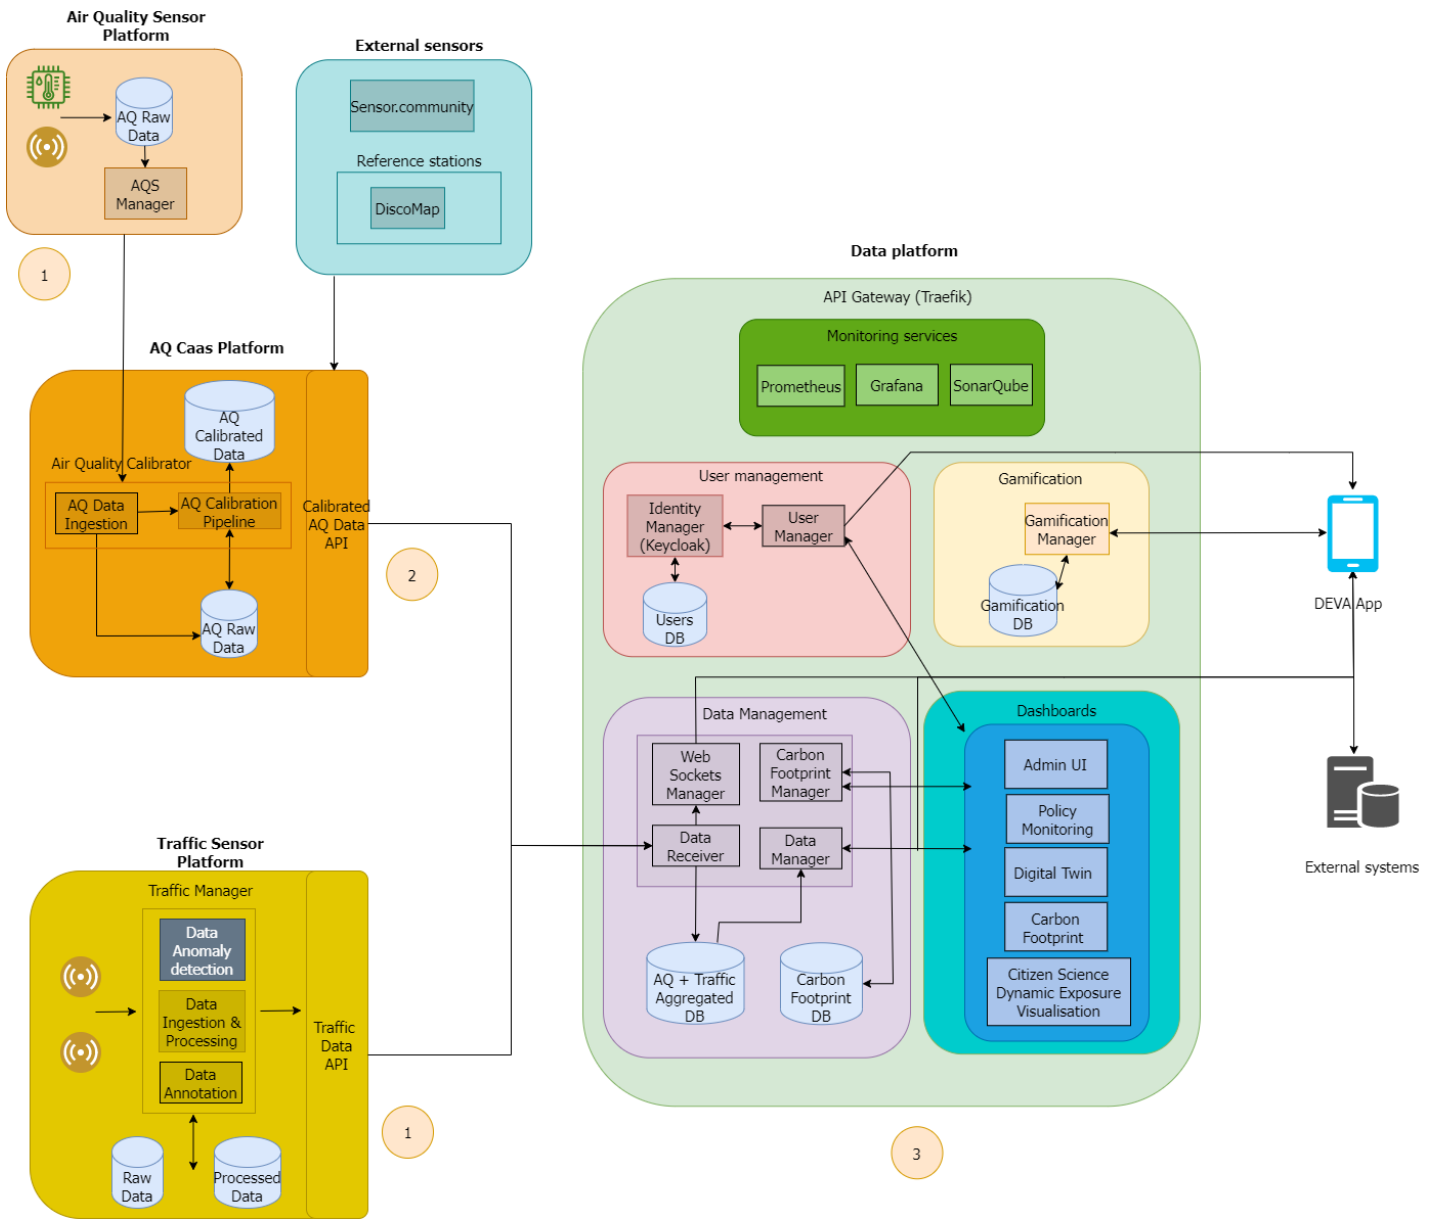 Air Quality Sensor
Platform
AQ Raw
Data
AQS
Manager
1
External sensors
Sensor.community
Reference stations
DiscoMap
AQ Caas Platform
AQ
Calibrated
Data
Air Quality Calibrator
AQ Data
Ingestion
AQ Calibration
Pipeline
AQ Raw
Data
Calibrated
AQ Data
API
2
Traffic Sensor
Platform
Traffic Manager
Data
Anomaly
detection
Data
Ingestion &
Processing
Data
Annotation
Raw
Data
Processed
Data
Traffic
Data
API
1
Data platform
API Gateway (Traefik)
Monitoring services
Prometheus
Grafana
SonarQube
User management
Identity
Manager
(Keycloak)
User
Manager
Users
DB
Gamification
Gamification
Manager
Gamification
DB
Data Management
Web
Sockets
Manager
Carbon
Footprint
Manager
Data
Receiver
Data
Manager
AQ + Traffic
Aggregated
DB
Carbon
Footprint
DB
Dashboards
Admin UI
Policy
Monitoring
Digital Twin
Carbon
Footprint
Citizen Science
Dynamic Exposure
Visualisation
3
DEVA App
External systems